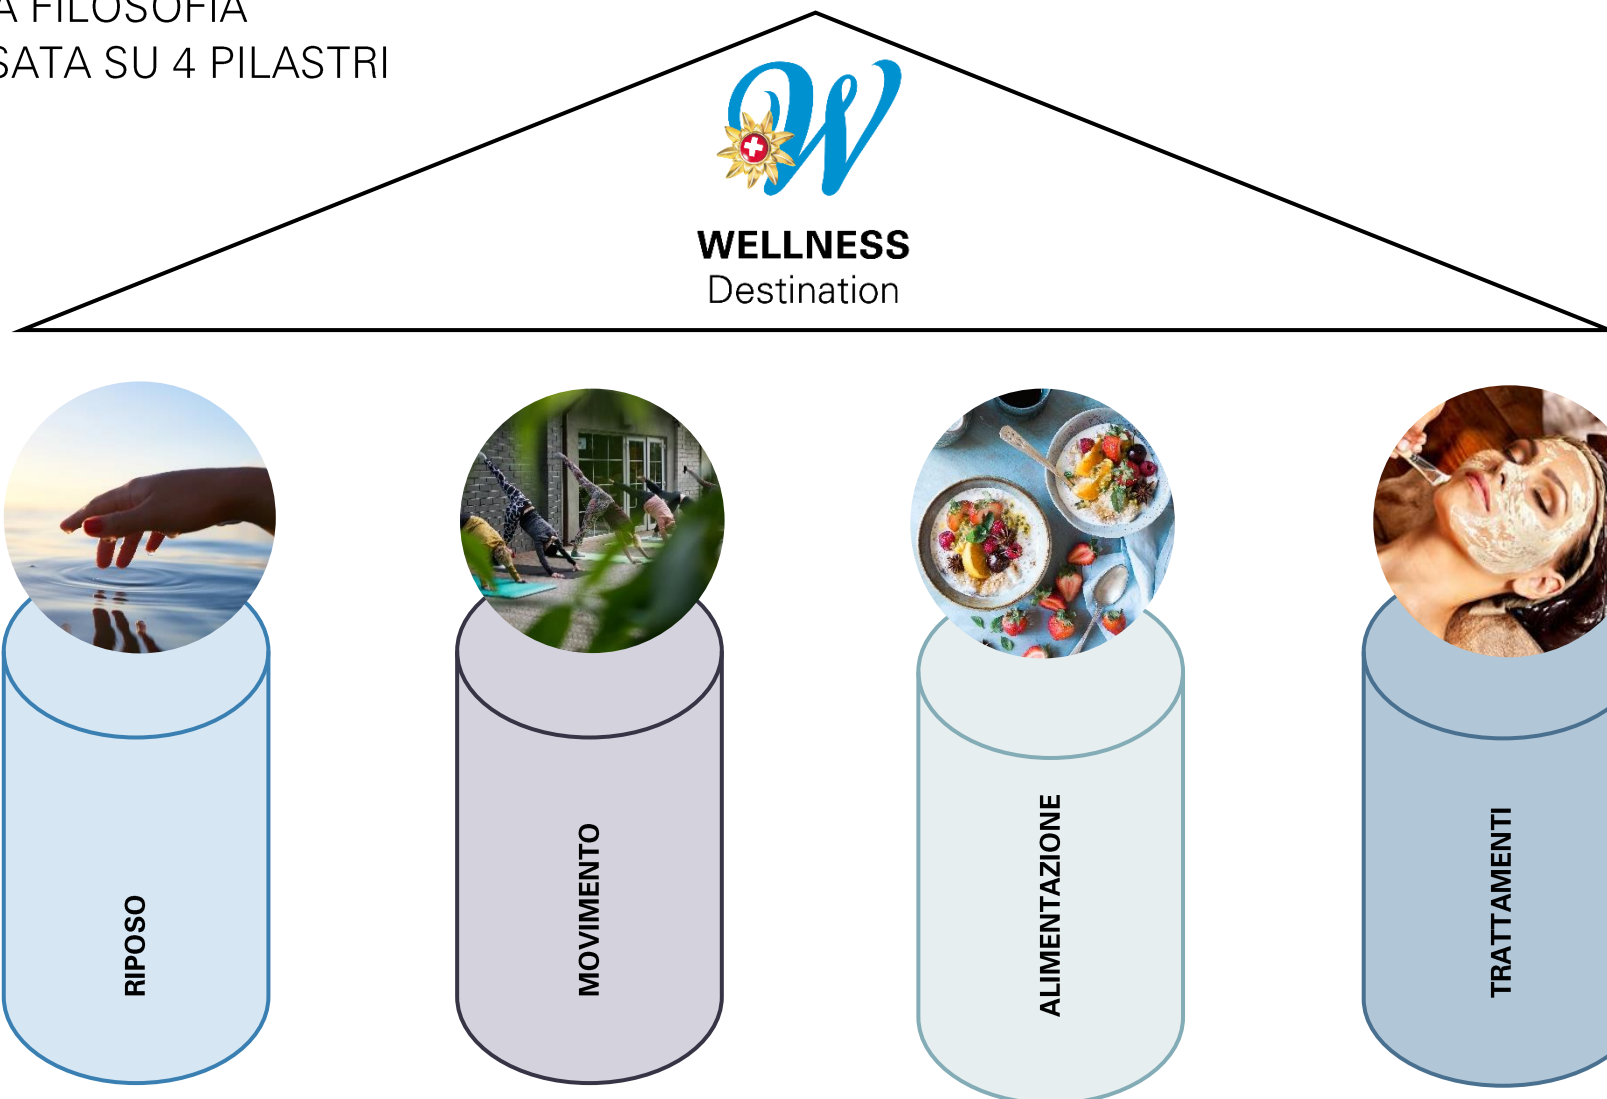 A FILOSOFIA
SATA SU 4 PILASTRI
W
WELLNESS
Destination
RIPOSO
MOVIMENTO
ALIMENTAZIONE
TRATTAMENTI